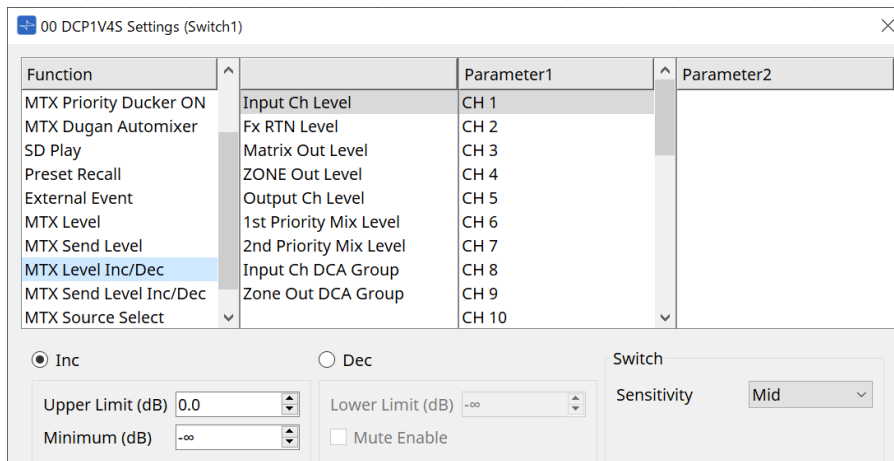 00 DCP1V4S Settings (Switch1)
Function Parameter1 Parameter2
MTX Priority Ducker ON Input Ch Level CH 1
MTX Dugan Automixer Fx RTN Level CH 2
SD Play Matrix Out Level CH 3
Preset Recall ZONE Out Level CH 4
External Event Output Ch Level CH 5
MTX Level 1st Priority Mix Level CH 6
MTX Send Level 2nd Priority Mix Level CH 7
MTX Level Inc/Dec Input Ch DCA Group CH 8
MTX Send Level Inc/Dec Zone Out DCA Group CH 9
MTX Source Select CH 10
Inc Dec Switch
Upper Limit (dB) 0.0 Lower Limit (dB) -∞ Sensitivity Mid
Minimum (dB) -∞ Mute Enable